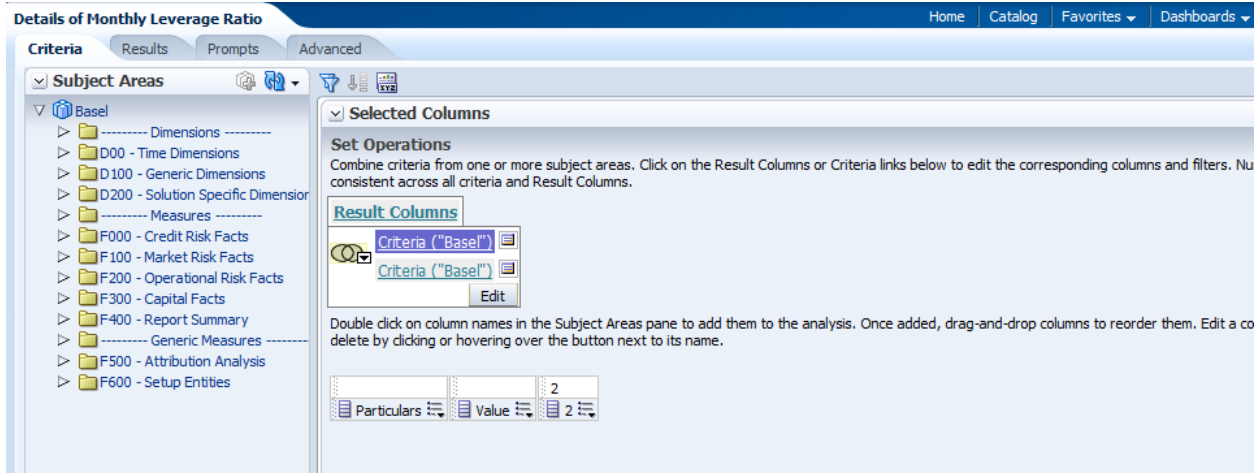 Details of Monthly Leverage Ratio
Home Catalog Favorites Dashboards
Criteria Results Prompts Advanced
Subject Areas
Basel
--------- Dimensions ---------
D00 - Time Dimensions
D100 - Generic Dimensions
D200 - Solution Specific Dimension
--------- Measures ---------
F000 - Credit Risk Facts
F100 - Market Risk Facts
F200 - Operational Risk Facts
F300 - Capital Facts
F400 - Report Summary
--------- Generic Measures ---------
F500 - Attribution Analysis
F600 - Setup Entities
XYZ
Selected Columns
Set Operations
Combine criteria from one or more subject areas. Click on the Result Columns or Criteria links below to edit the corresponding columns and filters. Nu
consistent across all criteria and Result Columns.
Result Columns
Criteria ("Basel")
Criteria ("Basel")
Edit
Double click on column names in the Subject Areas pane to add them to the analysis. Once added, drag-and-drop columns to reorder them. Edit a co
delete by clicking or hovering over the button next to its name.
2
Particulars Value 2